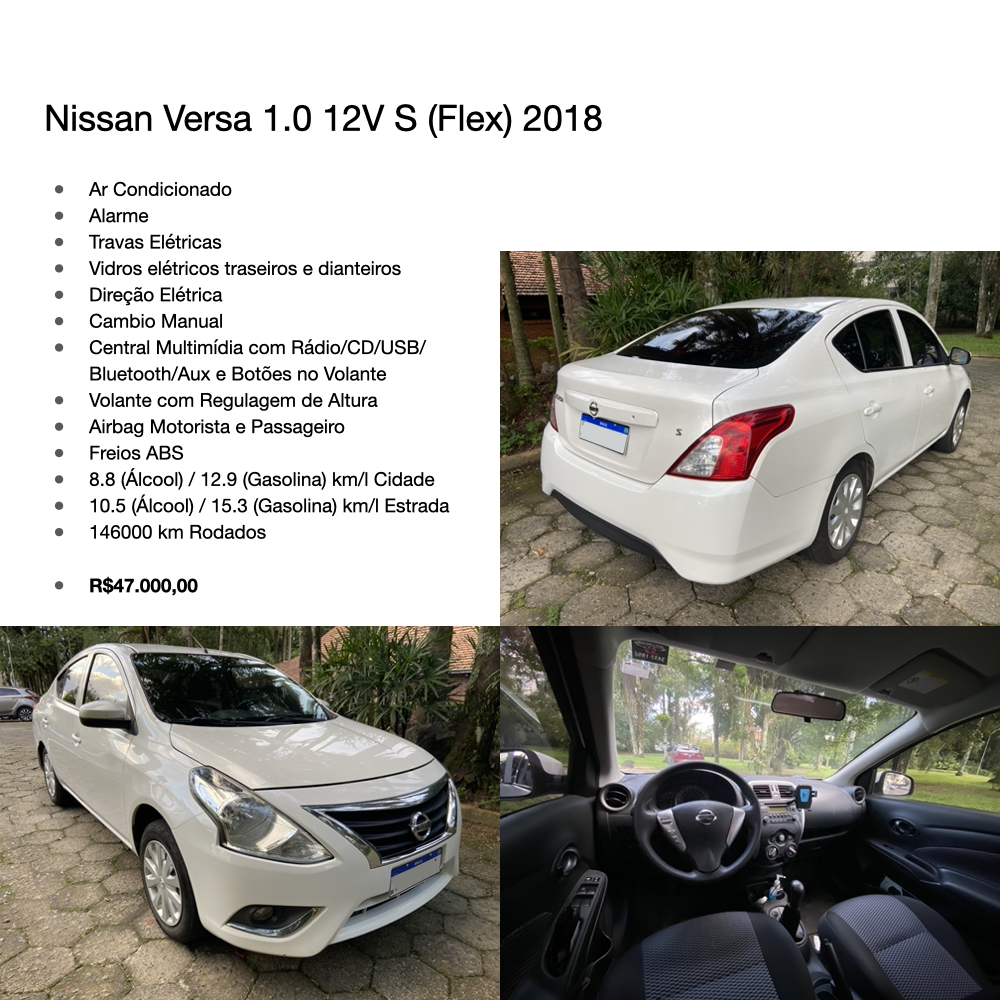 Nissan Versa 1.0 12V S (Flex) 2018
Ar Condicionado
Alarme
Travas Elétricas
Vidros elétricos traseiros e dianteiros
Direção Elétrica
Cambio Manual
Central Multimídia com Rádio/CD/USB/
Bluetooth/Aux e Botões no Volante
Volante com Regulagem de Altura
Airbag Motorista e Passageiro
Freios ABS
8.8 (Álcool) / 12.9 (Gasolina) km/l Cidade
10.5 (Álcool) / 15.3 (Gasolina) km/l Estrada
146000 km Rodados
R$47.000,00
S